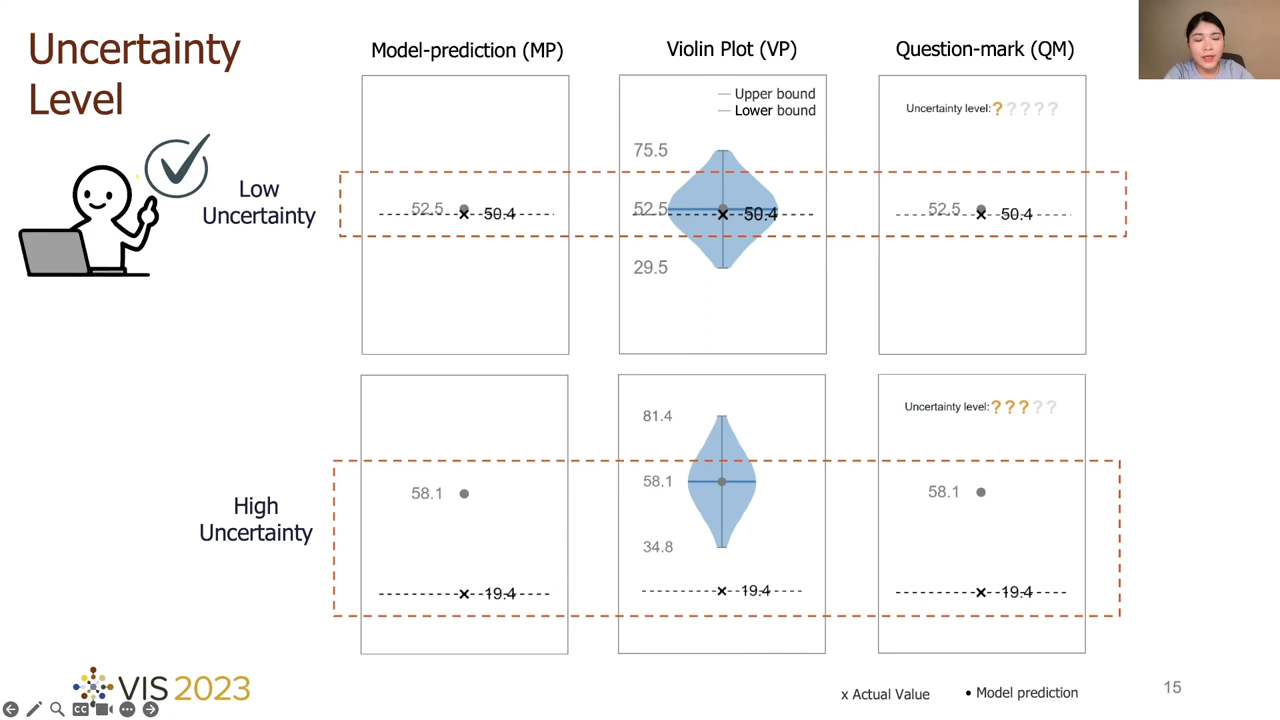 Uncertainty
Level
Model-prediction (MP)
Violin Plot (VP)
Question-mark (QM)
Upper bound
Lower bound
Uncertainty level: ? ? ? ? ?
Low
Uncertainty
52.5
50.4
75.5
52.5
50.4
29.5
52.5
50.4
High
Uncertainty
58.1
19.4
81.4
58.1
34.8
19.4
Uncertainty level: ? ? ? ? ?
58.1
19.4
VIS 2023
CC
x Actual Value
• Model prediction
15